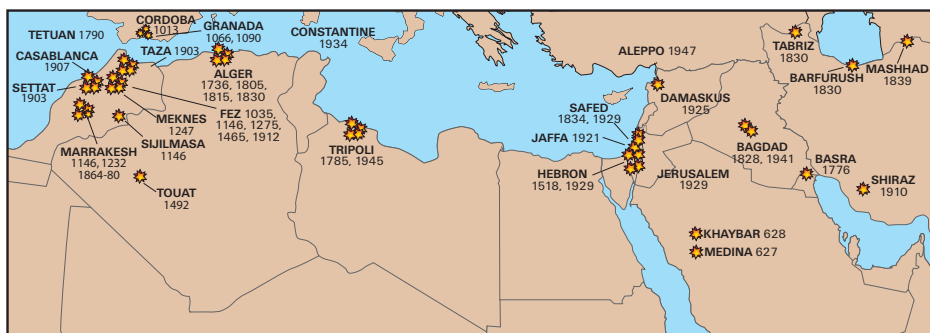 CORDOBA
1013
TETUAN 1790
GRANADA
1066, 1090
CONSTANTINE
1934
CASABLANCA
1907
TAZA 1903
ALGER
1736, 1805,
1815, 1830
SETTAT
1903
MEKNES
1247
FEZ 1035,
1146, 1275,
1465, 1912
MARRAKESH
1146, 1232
1864-80
SIJILMASA
1146
TOUAT
1492
TRIPOLI
1785, 1945
ALEPPO 1947
DAMASKUS
1925
SAFED
1834, 1929
JAFFA 1921
HEBRON
1518, 1929
JERUSALEM
1929
TABRIZ
1830
BARFURUSH
1830
MASHHAD
1839
BAGDAD
1828, 1941
BASRA
1776
SHIRAZ
1910
KHAYBAR 628
MEDINA 627